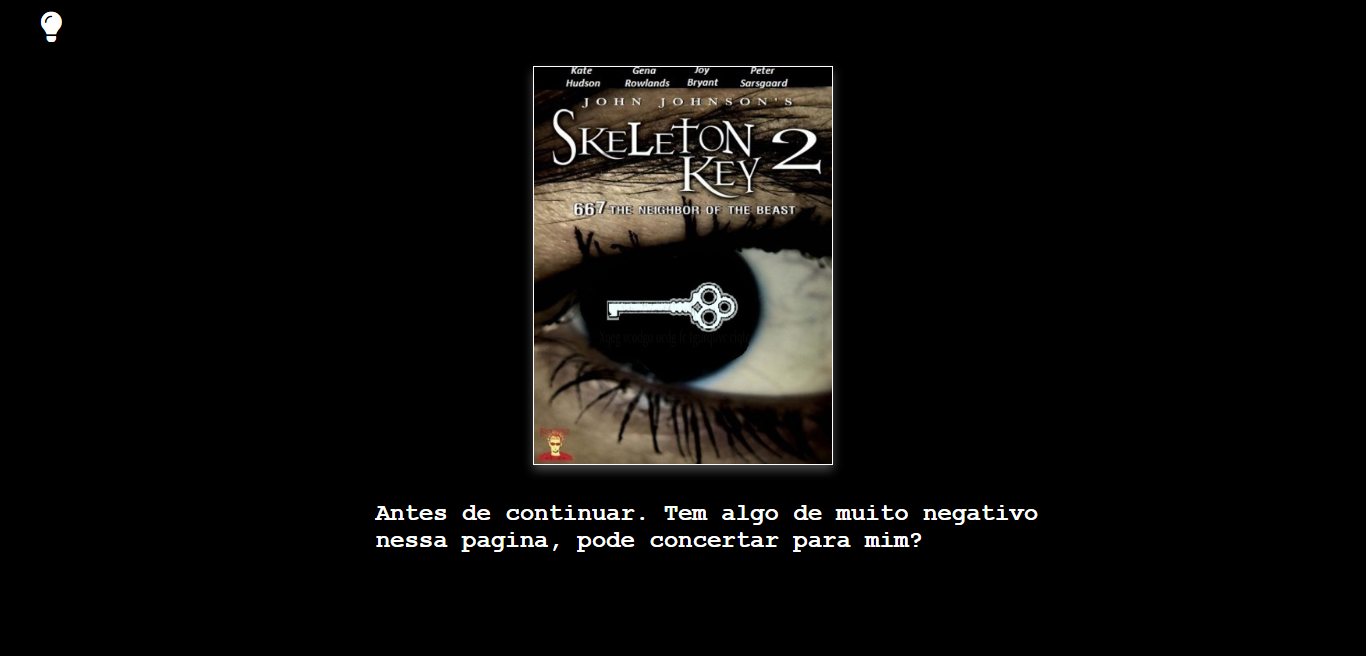 Kate Gena Joy Peter
Hudson Rowlands Bryant Sarsgaard
JOHN JOHNSON'S
SKELETON
KEY 2
667 THE NEIGHBOR OF THE BEAST
Antes de continuar. Tem algo de muito negativo
nessa pagina, pode concertar para mim?